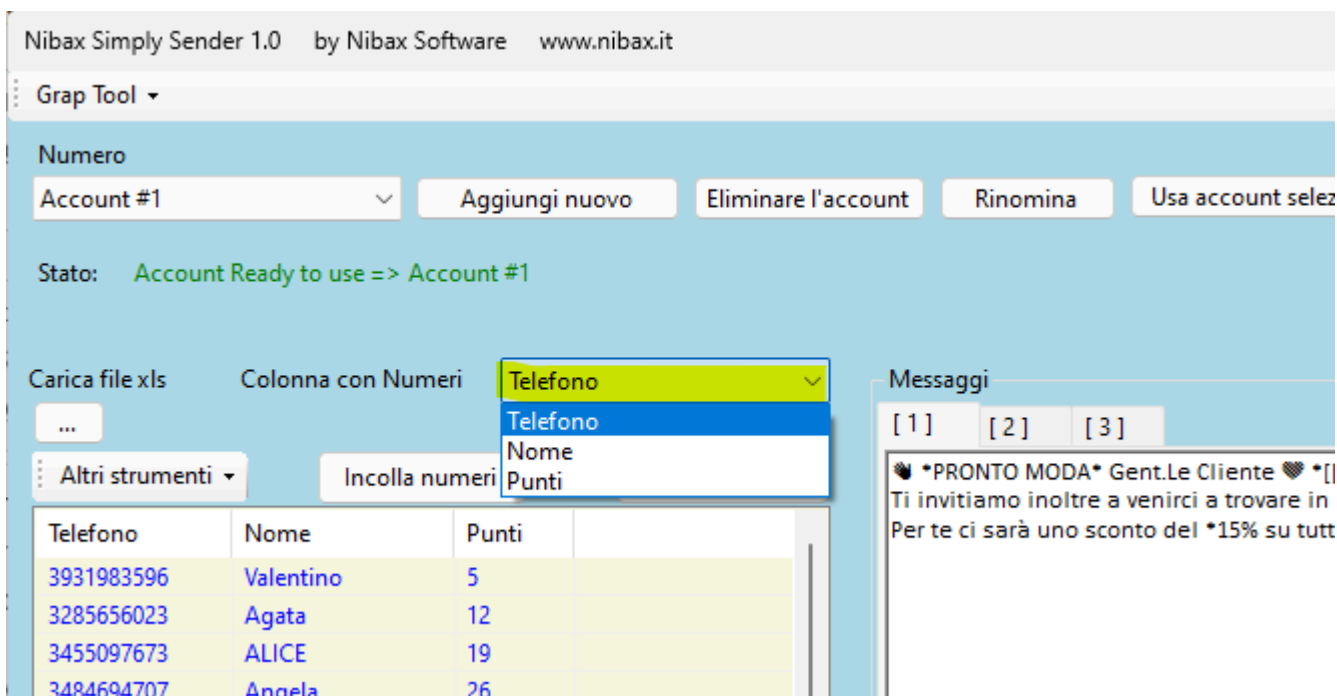 Nibax Simply Sender 1.0 by Nibax Software www.nibax.it
Grap Tool
Numero
Account #1 Aggiungi nuovo Eliminare l'account Rinomina Usa account selez
Stato: Account Ready to use => Account #1
Carica file xls Colonna con Numeri Telefono
...
Telefono
Nome
Punti
Altri strumenti Incolla numeri
Telefono Nome Punti
3931983596 Valentino 5
3285656023 Agata 12
3455097673 ALICE 19
3484694707 Angela 26
Messaggi
[ 1 ] [ 2 ] [ 3 ]
👋 *PRONTO MODA* Gent.Le Cliente *[
Ti invitiamo inoltre a venirci a trovare in
Per te ci sarà uno sconto del *15% su tutt